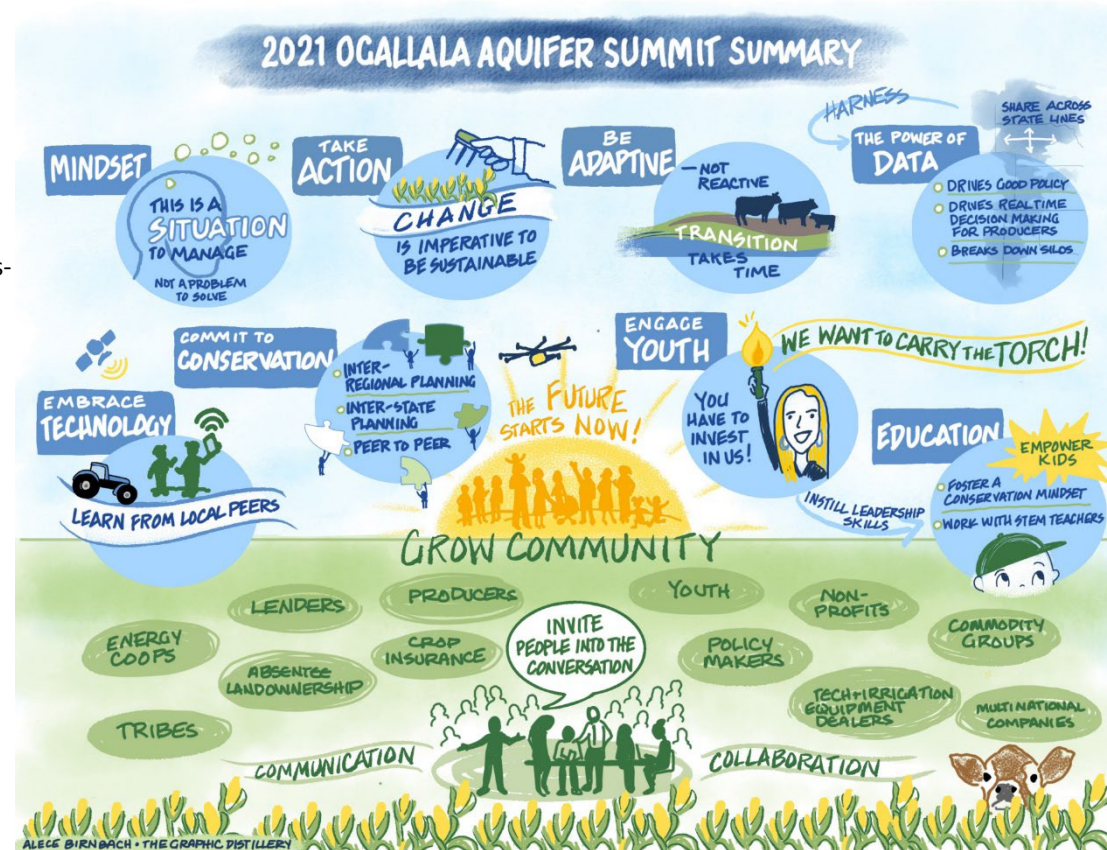 2021 OGALLALA AQUIFER SUMMIT SUMMARY
MINDSET
THIS IS A
SITUATION
TO MANAGE
NOT A PROBLEM
TO SOLVE
TAKE
ACTION
CHANGE
IS IMPERATIVE TO
BE SUSTAINABLE
BE
ADAPTIVE
—NOT
REACTIVE
TRANSITION
TAKES
TIME
HARNESS
THE POWER OF
DATA
SHARE ACROSS
STATE LINES
DRIVES GOOD POLICY
DRIVES REALTIME
DECISION MAKING
FOR PRODUCERS
BREAKS DOWN SILOS
s-
EMBRACE
TECHNOLOGY
LEARN FROM LOCAL PEERS
COMMIT TO
CONSERVATION
INTER-
REGIONAL PLANNING
INTER-STATE
PLANNING
PEER TO PEER
THE FUTURE
STARTS NOW!
ENGAGE
YOUTH
YOU
HAVE TO
INVEST
IN US!
WE WANT TO CARRY THE TORCH!
INSTILL LEADERSHIP
SKILLS
EDUCATION
EMPOWER
KIDS
FOSTER A
CONSERVATION MINDSET
WORK WITH STEM TEACHERS
GROW COMMUNITY
LENDERS
PRODUCERS
YOUTH
NON-
PROFITS
ENERGY
COOPS
ABSENTEE
LANDOWNERSHIP
CROP
INSURANCE
INVITE
PEOPLE INTO THE
CONVERSATION
POLICY
MAKERS
COMMODITY
GROUPS
TRIBES
TECH+IRRIGATION
EQUIPMENT
DEALERS
MULTINATIONAL
COMPANIES
COMMUNICATION
COLLABORATION
ALECE BIRNBACH • THE GRAPHIC DISTILLERY